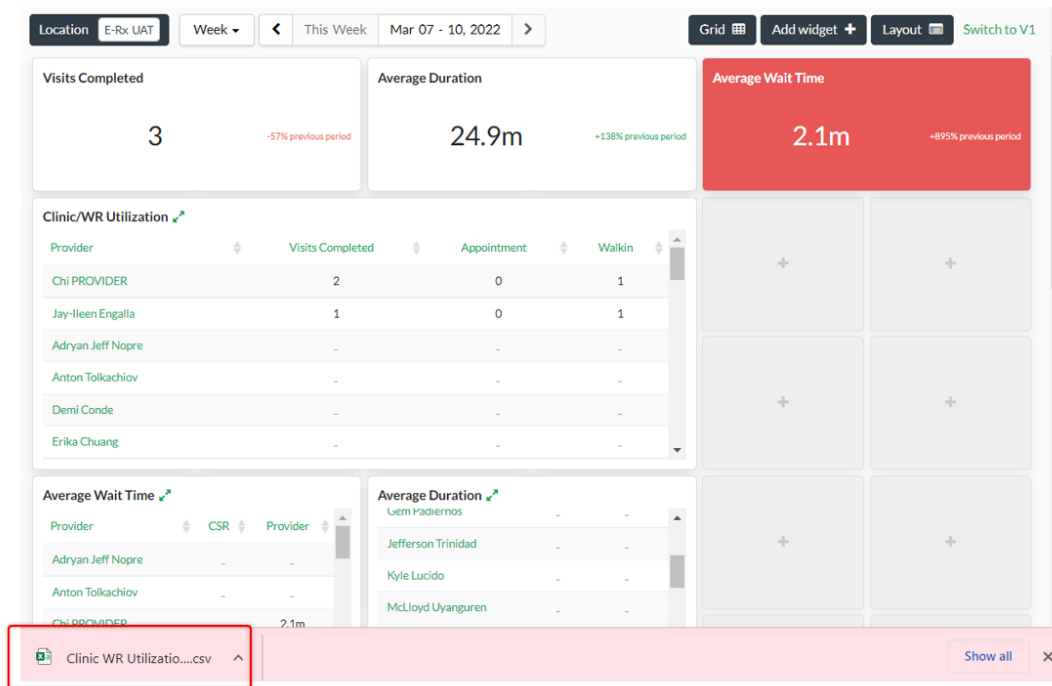 Location E-Rx UAT Week This Week Mar 07 - 10, 2022 Grid Add widget Layout Switch to V1
Visits Completed
3
-57% previous period
Average Duration
24.9m
+138% previous period
Average Wait Time
2.1m
+895% previous period
Clinic/WR Utilization
Provider Visits Completed Appointment Walkin
Chi PROVIDER 2 0 1
Jay-Ileen Engalla 1 0 1
Adryan Jeff Nopre - - -
Anton Tolkachiov - - -
Demi Conde - - -
Erika Chuang - - -
Average Wait Time
Provider CSR Provider
Adryan Jeff Nopre - -
Anton Tolkachiov - -
Chi PROVIDER 2.1m
Average Duration
Gem Padiernos - -
Jefferson Trinidad - -
Kyle Lucido - -
McLloyd Uyanguren - -
Clinic WR Utilizatio....csv
Show all